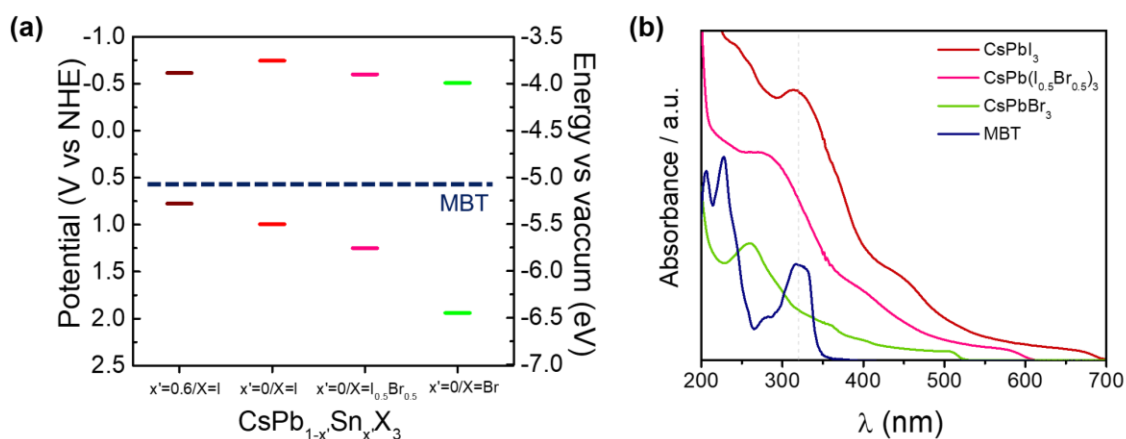 (a)
Potential (V vs NHE)
-1.0
-0.5
0.0
0.5
1.0
1.5
2.0
2.5
MBT
-3.5
-4.0
-4.5
-5.0
-5.5
-6.0
-6.5
-7.0
Energy vs vaccum (eV)
x'=0.6/X=I x'=0/X=I x'=0/X=I₀.₅Br₀.₅ x'=0/X=Br
CsPb₁₋ₓ'Snₓ'X₃
(b)
Absorbance / a.u.
CsPbI₃
CsPb(I₀.₅Br₀.₅)₃
CsPbBr₃
MBT
200 300 400 500 600 700
λ (nm)